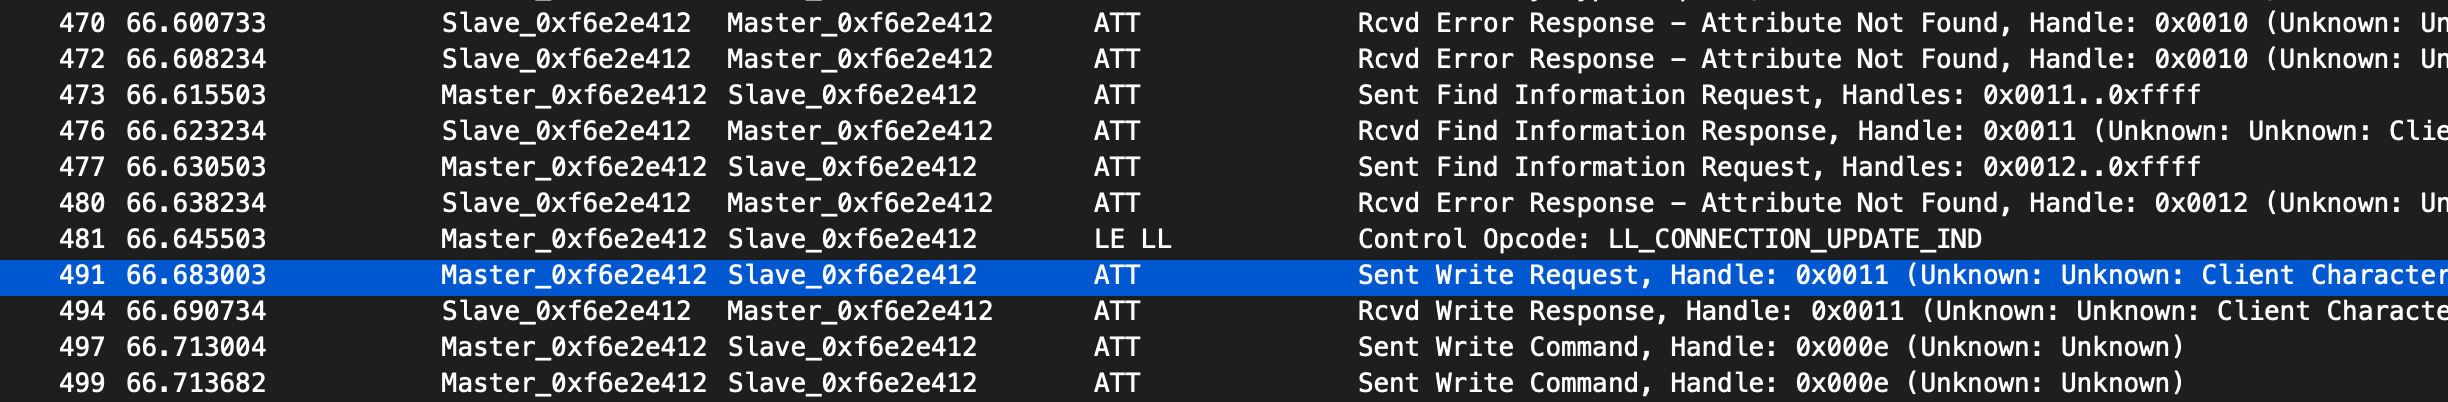 470 66.600733 Slave_0xf6e2e412 Master_0xf6e2e412 ATT Rcvd Error Response – Attribute Not Found, Handle: 0x0010 (Unknown: Un
472 66.608234 Slave_0xf6e2e412 Master_0xf6e2e412 ATT Rcvd Error Response – Attribute Not Found, Handle: 0x0010 (Unknown: Un
473 66.615503 Master_0xf6e2e412 Slave_0xf6e2e412 ATT Sent Find Information Request, Handles: 0x0011..0xffff
476 66.623234 Slave_0xf6e2e412 Master_0xf6e2e412 ATT Rcvd Find Information Response, Handle: 0x0011 (Unknown: Unknown: Clie
477 66.630503 Master_0xf6e2e412 Slave_0xf6e2e412 ATT Sent Find Information Request, Handles: 0x0012..0xffff
480 66.638234 Slave_0xf6e2e412 Master_0xf6e2e412 ATT Rcvd Error Response – Attribute Not Found, Handle: 0x0012 (Unknown: Un
481 66.645503 Master_0xf6e2e412 Slave_0xf6e2e412 LE LL Control Opcode: LL_CONNECTION_UPDATE_IND
491 66.683003 Master_0xf6e2e412 Slave_0xf6e2e412 ATT Sent Write Request, Handle: 0x0011 (Unknown: Unknown: Client Character
494 66.690734 Slave_0xf6e2e412 Master_0xf6e2e412 ATT Rcvd Write Response, Handle: 0x0011 (Unknown: Unknown: Client Characte
497 66.713004 Master_0xf6e2e412 Slave_0xf6e2e412 ATT Sent Write Command, Handle: 0x000e (Unknown: Unknown)
499 66.713682 Master_0xf6e2e412 Slave_0xf6e2e412 ATT Sent Write Command, Handle: 0x000e (Unknown: Unknown)